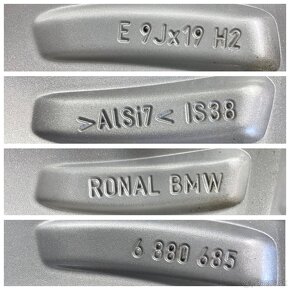 E 9Jx19 H2
>AlSi7< IS38
RONAL BMW
6 880 685